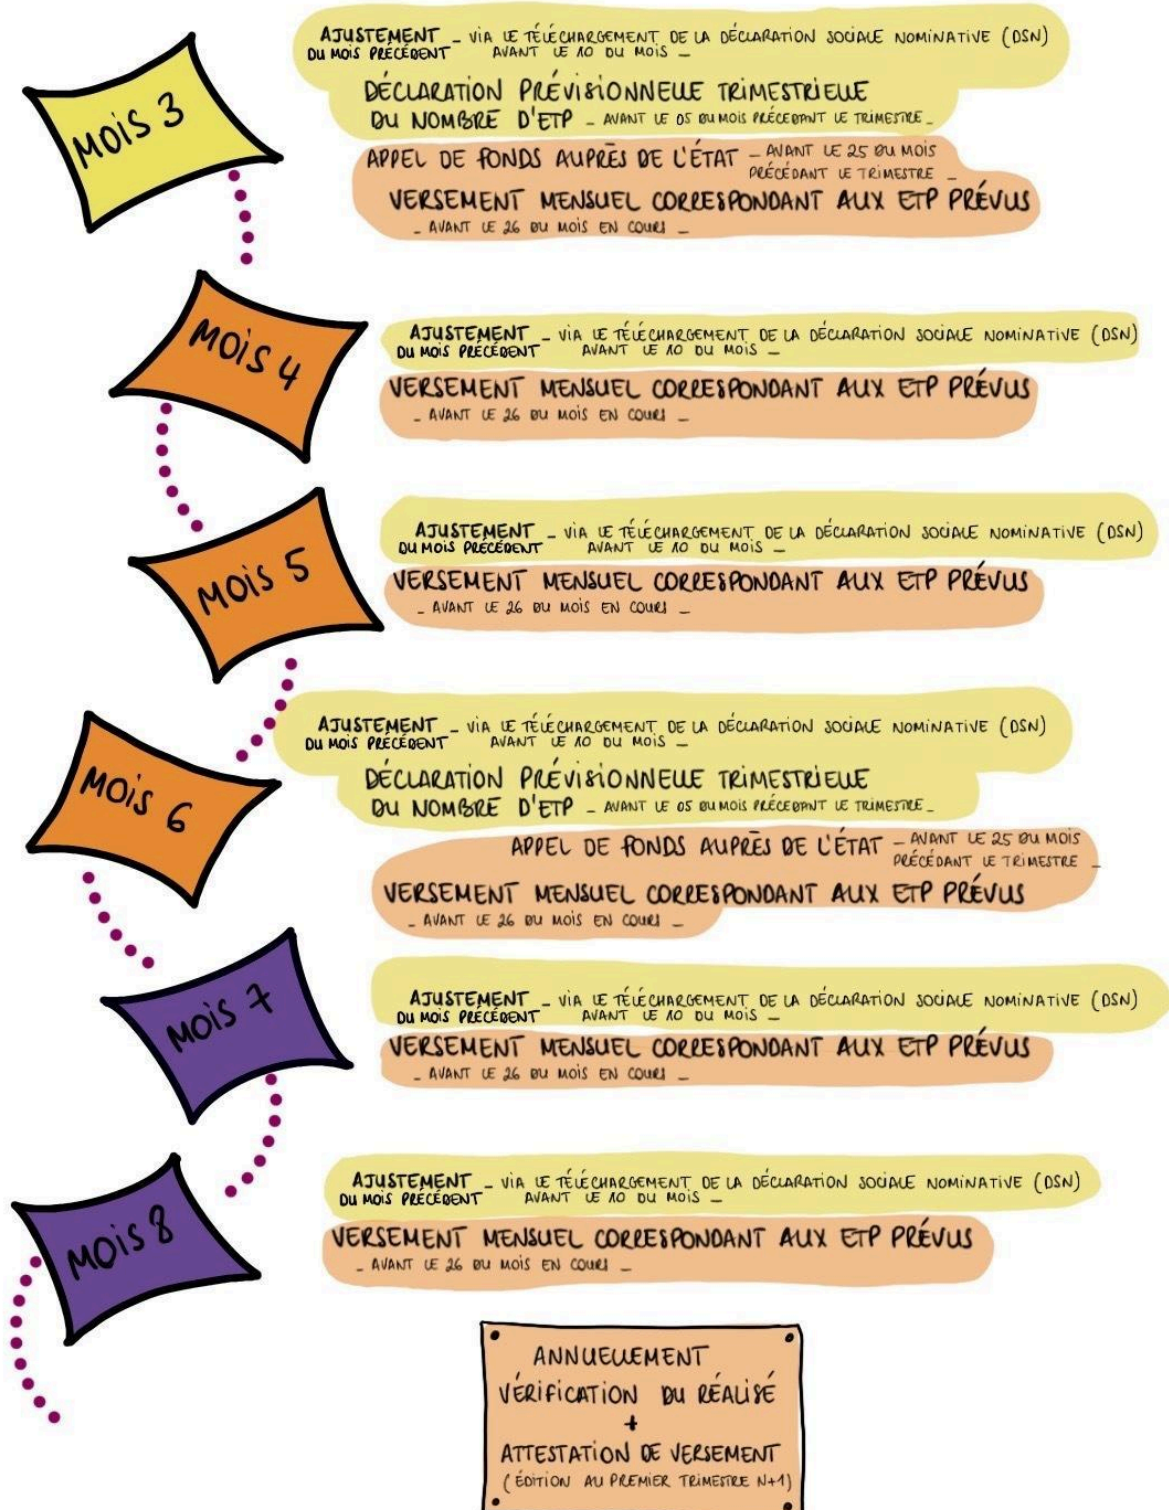 MOIS 3
AJUSTEMENT _ VIA LE TÉLÉCHARGEMENT DE LA DÉCLARATION SOCIALE NOMINATIVE (DSN)
DU MOIS PRÉCÉDENT AVANT LE 10 DU MOIS _
DÉCLARATION PRÉVISIONNELLE TRIMESTRIELLE
DU NOMBRE D'ETP _ AVANT LE 05 DU MOIS PRÉCEDANT LE TRIMESTRE _
APPEL DE FONDS AUPRÈS DE L'ÉTAT _ AVANT LE 25 DU MOIS
PRÉCÉDANT LE TRIMESTRE _
VERSEMENT MENSUEL CORRESPONDANT AUX ETP PRÉVUS
_ AVANT LE 26 DU MOIS EN COURS _
MOIS 4
AJUSTEMENT _ VIA LE TÉLÉCHARGEMENT DE LA DÉCLARATION SOCIALE NOMINATIVE (DSN)
DU MOIS PRÉCÉDENT AVANT LE 10 DU MOIS _
VERSEMENT MENSUEL CORRESPONDANT AUX ETP PRÉVUS
_ AVANT LE 26 DU MOIS EN COURS _
MOIS 5
AJUSTEMENT _ VIA LE TÉLÉCHARGEMENT DE LA DÉCLARATION SOCIALE NOMINATIVE (DSN)
DU MOIS PRÉCÉDENT AVANT LE 10 DU MOIS _
VERSEMENT MENSUEL CORRESPONDANT AUX ETP PRÉVUS
_ AVANT LE 26 DU MOIS EN COURS _
MOIS 6
AJUSTEMENT _ VIA LE TÉLÉCHARGEMENT DE LA DÉCLARATION SOCIALE NOMINATIVE (DSN)
DU MOIS PRÉCÉDENT AVANT LE 10 DU MOIS _
DÉCLARATION PRÉVISIONNELLE TRIMESTRIELLE
DU NOMBRE D'ETP _ AVANT LE 05 DU MOIS PRÉCEDANT LE TRIMESTRE _
APPEL DE FONDS AUPRÈS DE L'ÉTAT _ AVANT LE 25 DU MOIS
PRÉCÉDANT LE TRIMESTRE _
VERSEMENT MENSUEL CORRESPONDANT AUX ETP PRÉVUS
_ AVANT LE 26 DU MOIS EN COURS _
MOIS 7
AJUSTEMENT _ VIA LE TÉLÉCHARGEMENT DE LA DÉCLARATION SOCIALE NOMINATIVE (DSN)
DU MOIS PRÉCÉDENT AVANT LE 10 DU MOIS _
VERSEMENT MENSUEL CORRESPONDANT AUX ETP PRÉVUS
_ AVANT LE 26 DU MOIS EN COURS _
MOIS 8
AJUSTEMENT _ VIA LE TÉLÉCHARGEMENT DE LA DÉCLARATION SOCIALE NOMINATIVE (DSN)
DU MOIS PRÉCÉDENT AVANT LE 10 DU MOIS _
VERSEMENT MENSUEL CORRESPONDANT AUX ETP PRÉVUS
_ AVANT LE 26 DU MOIS EN COURS _
ANNUELLEMENT
VÉRIFICATION DU RÉALISÉ
+
ATTESTATION DE VERSEMENT
(ÉDITION AU PREMIER TRIMESTRE N+1)